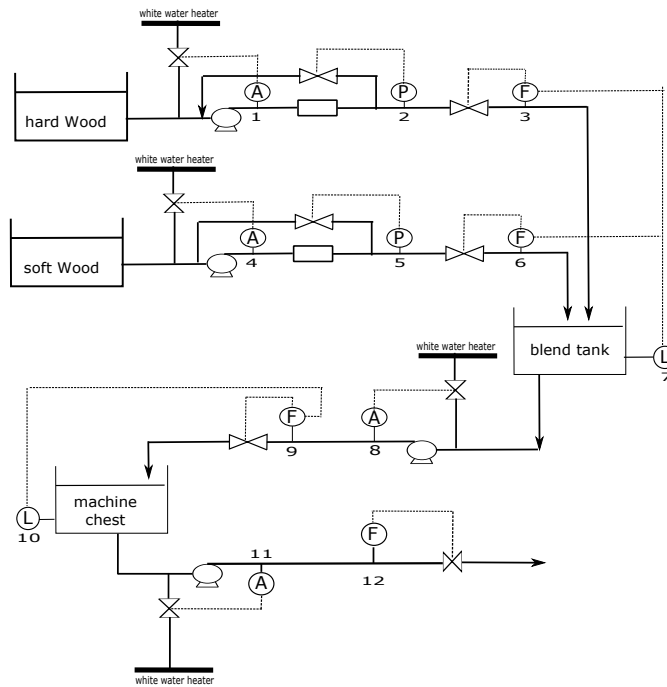 white water heater
A
P
F
hard Wood
1
2
3
white water heater
A
P
F
soft Wood
4
5
6
white water heater
blend tank
L
7
F
A
9
8
machine
chest
L
10
F
11
A
12
white water heater